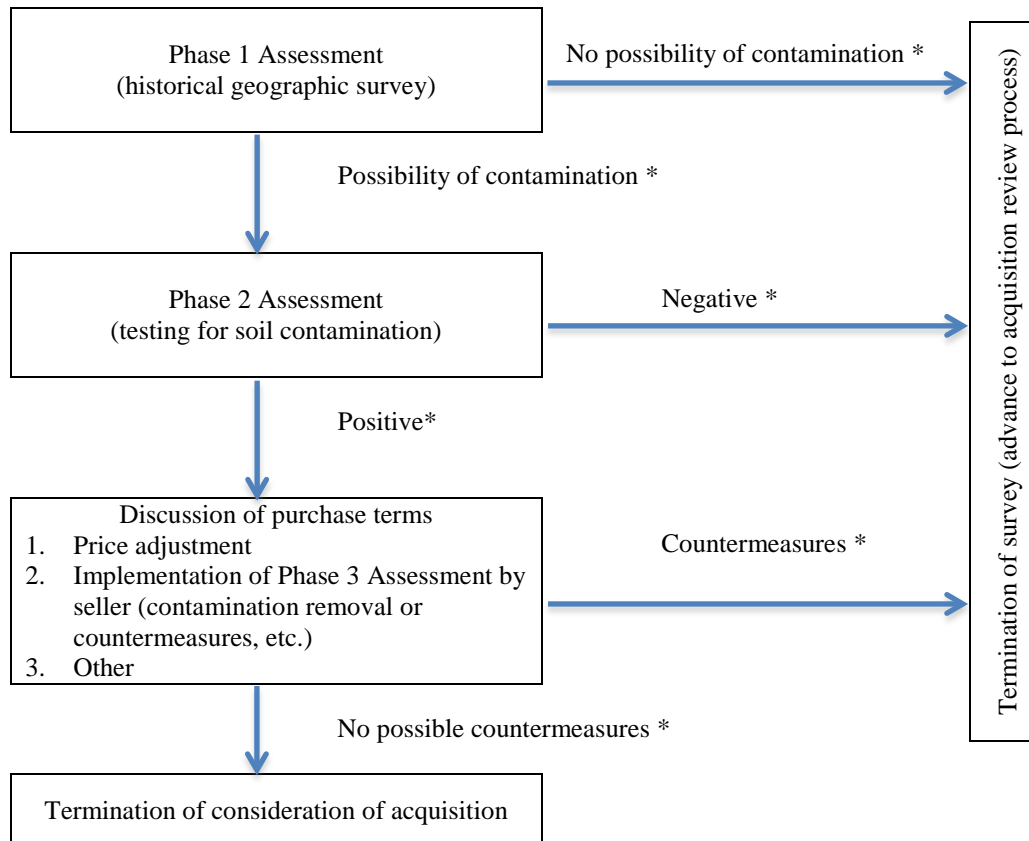 Phase 1 Assessment
(historical geographic survey)
No possibility of contamination *
Possibility of contamination *
Phase 2 Assessment
(testing for soil contamination)
Negative *
Positive*
Discussion of purchase terms
1. Price adjustment
2. Implementation of Phase 3 Assessment by
seller (contamination removal or
countermeasures, etc.)
3. Other
Countermeasures *
No possible countermeasures *
Termination of consideration of acquisition
Termination of survey (advance to acquisition review process)